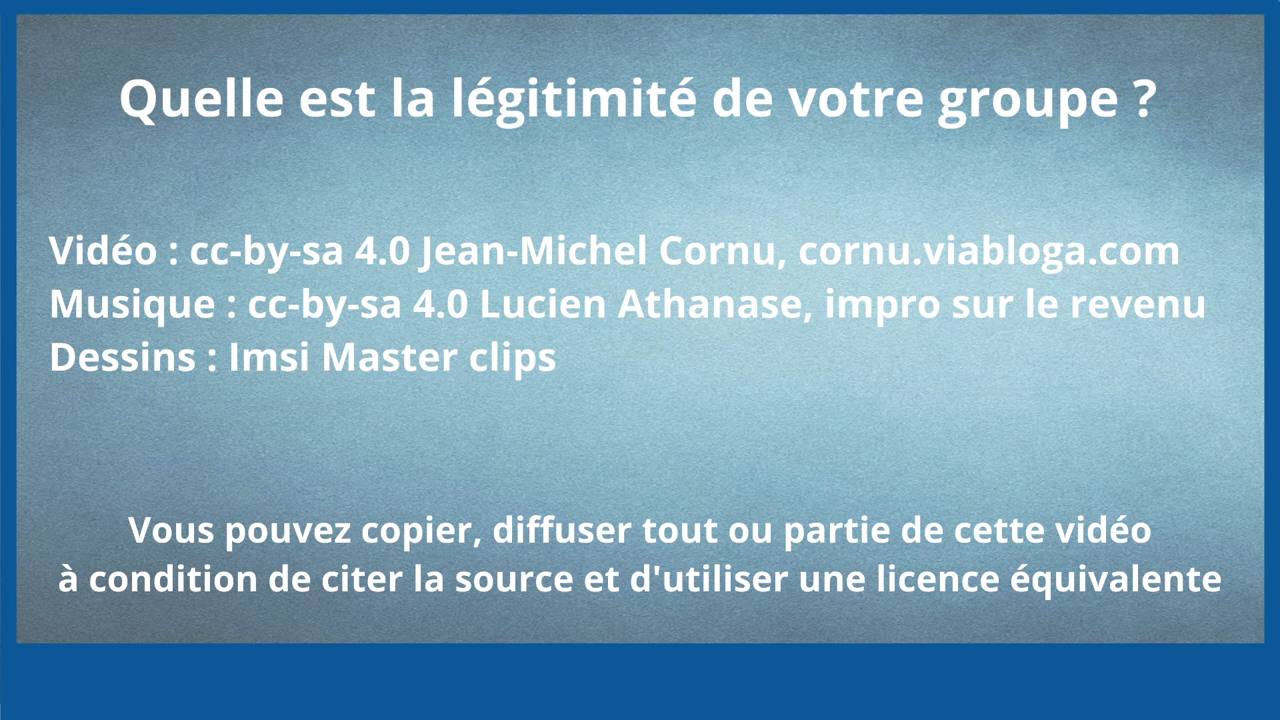 Quelle est la légitimité de votre groupe ?
Vidéo : cc-by-sa 4.0 Jean-Michel Cornu, cornu.viabloga.com
Musique : cc-by-sa 4.0 Lucien Athanase, impro sur le revenu
Dessins : Imsi Master clips
Vous pouvez copier, diffuser tout ou partie de cette vidéo
à condition de citer la source et d'utiliser une licence équivalente